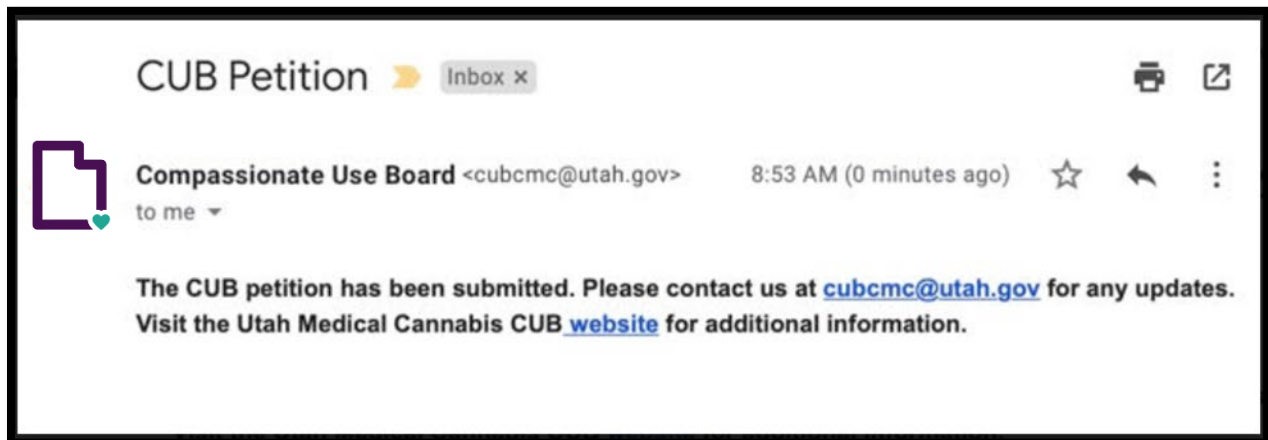 CUB Petition Inbox ×
Compassionate Use Board <cubcmc@utah.gov> 8:53 AM (0 minutes ago)
to me
The CUB petition has been submitted. Please contact us at cubcmc@utah.gov for any updates.
Visit the Utah Medical Cannabis CUB website for additional information.